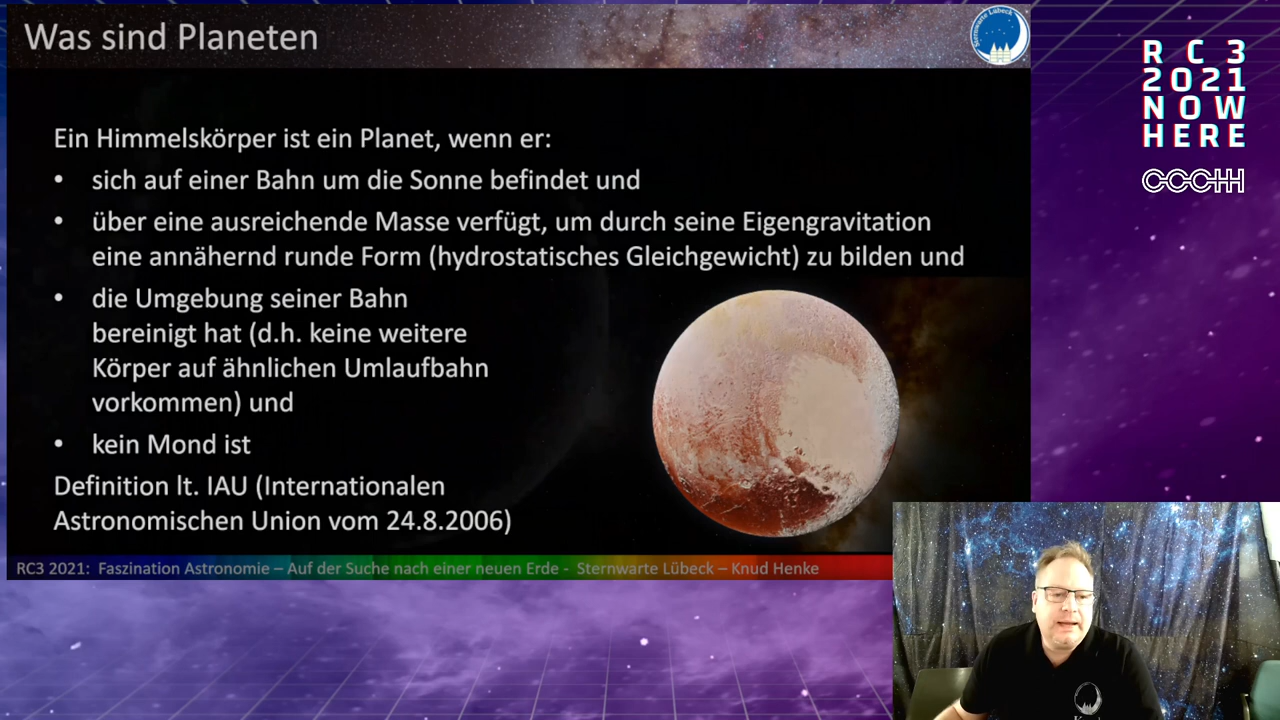 Was sind Planeten
Sternwarte Lübeck
Ein Himmelskörper ist ein Planet, wenn er:
• sich auf einer Bahn um die Sonne befindet und
• über eine ausreichende Masse verfügt, um durch seine Eigengravitation
eine annähernd runde Form (hydrostatisches Gleichgewicht) zu bilden und
• die Umgebung seiner Bahn
bereinigt hat (d.h. keine weitere
Körper auf ähnlichen Umlaufbahn
vorkommen) und
• kein Mond ist
Definition lt. IAU (Internationalen
Astronomischen Union vom 24.8.2006)
RC3 2021: Faszination Astronomie – Auf der Suche nach einer neuen Erde - Sternwarte Lübeck – Knud Henke
RC3
2021
NOW
HERE
CCCHH